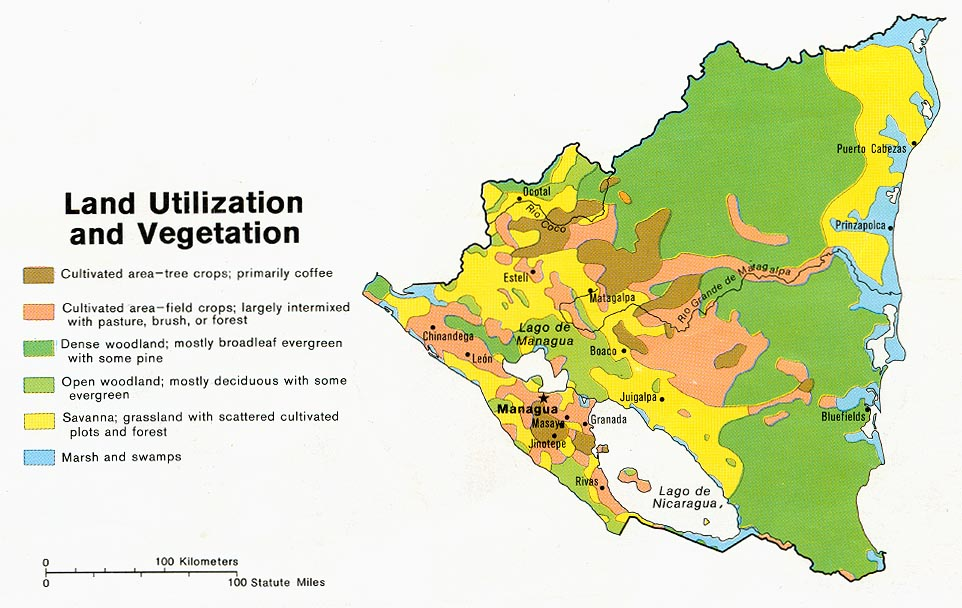 Land Utilization
and Vegetation
Cultivated area–tree crops; primarily coffee
Cultivated area–field crops; largely intermixed
with pasture, brush, or forest
Dense woodland; mostly broadleaf evergreen
with some pine
Open woodland; mostly deciduous with some
evergreen
Savanna; grassland with scattered cultivated
plots and forest
Marsh and swamps
0 100 Kilometers
0 100 Statute Miles
Puerto Cabezas
Ocotal
Rio Coco
Prinzapolca
Estelí
Rio Grande de Matagalpa
Matagalpa
Chinandega
Lago de
Managua
León
Boaco
Juigalpa
Managua
Masaya
Granada
Bluefields
Jinotepe
Rivas
Lago de
Nicaragua